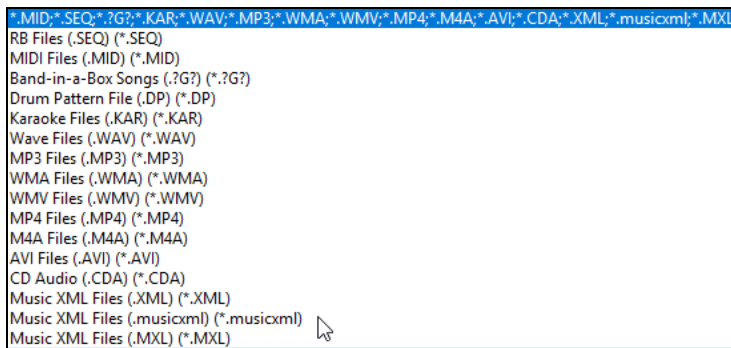 *.MID;*.SEQ;*.?G?;*.KAR;*.WAV;*.MP3;*.WMA;*.WMV;*.MP4;*.M4A;*.AVI;*.CDA;*.XML;*.musicxml;*.MXL
RB Files (.SEQ) (*.SEQ)
MIDI Files (.MID) (*.MID)
Band-in-a-Box Songs (.?G?) (*.?G?)
Drum Pattern File (.DP) (*.DP)
Karaoke Files (.KAR) (*.KAR)
Wave Files (.WAV) (*.WAV)
MP3 Files (.MP3) (*.MP3)
WMA Files (.WMA) (*.WMA)
WMV Files (.WMV) (*.WMV)
MP4 Files (.MP4) (*.MP4)
M4A Files (.M4A) (*.M4A)
AVI Files (.AVI) (*.AVI)
CD Audio (.CDA) (*.CDA)
Music XML Files (.XML) (*.XML)
Music XML Files (.musicxml) (*.musicxml)
Music XML Files (.MXL) (*.MXL)